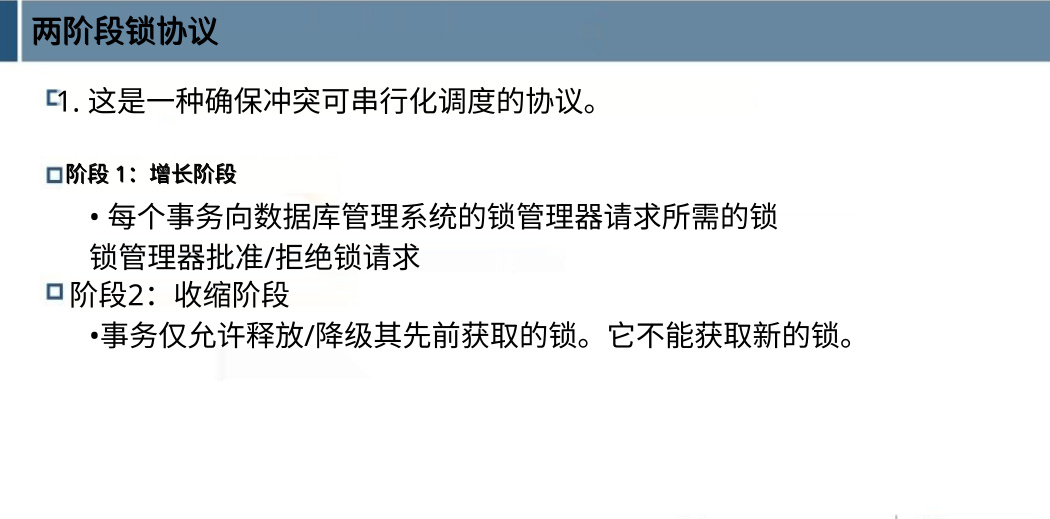 两阶段锁协议
1. 这是一种确保冲突可串行化调度的协议。
阶段 1：增长阶段
• 每个事务向数据库管理系统的锁管理器请求所需的锁
锁管理器批准/拒绝锁请求
阶段2：收缩阶段
•事务仅允许释放/降级其先前获取的锁。它不能获取新的锁。